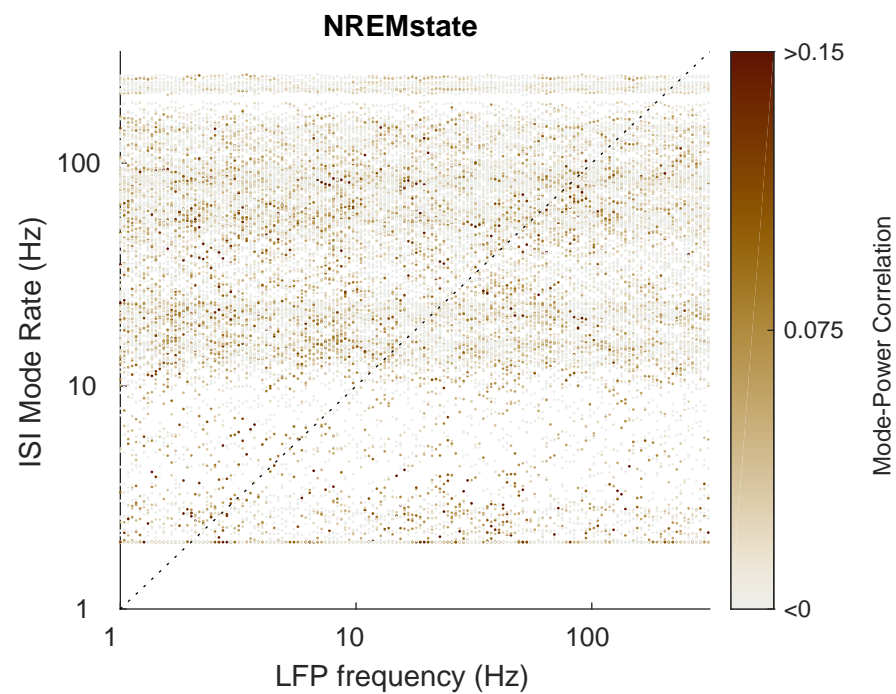 NREMstate
>0.15
100
0.075
10
<0
1
1
10
100
ISI Mode Rate (Hz)
LFP frequency (Hz)
Mode-Power Correlation